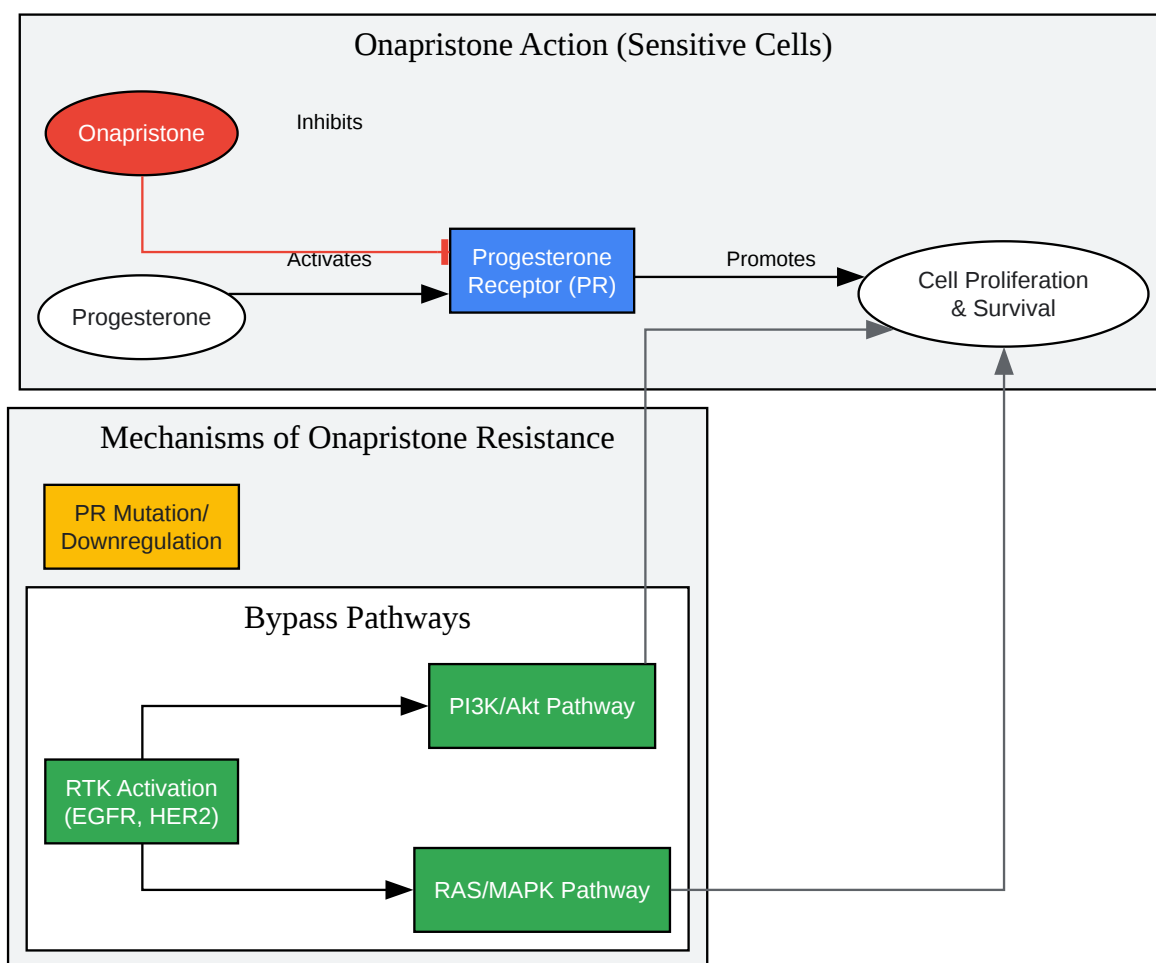 Onapristone Action (Sensitive Cells)
Onapristone
Inhibits
Activates
Progesterone
Receptor (PR)
Promotes
Cell Proliferation
& Survival
Progesterone
Mechanisms of Onapristone Resistance
PR Mutation/
Downregulation
Bypass Pathways
PI3K/Akt Pathway
RTK Activation
(EGFR, HER2)
RAS/MAPK Pathway